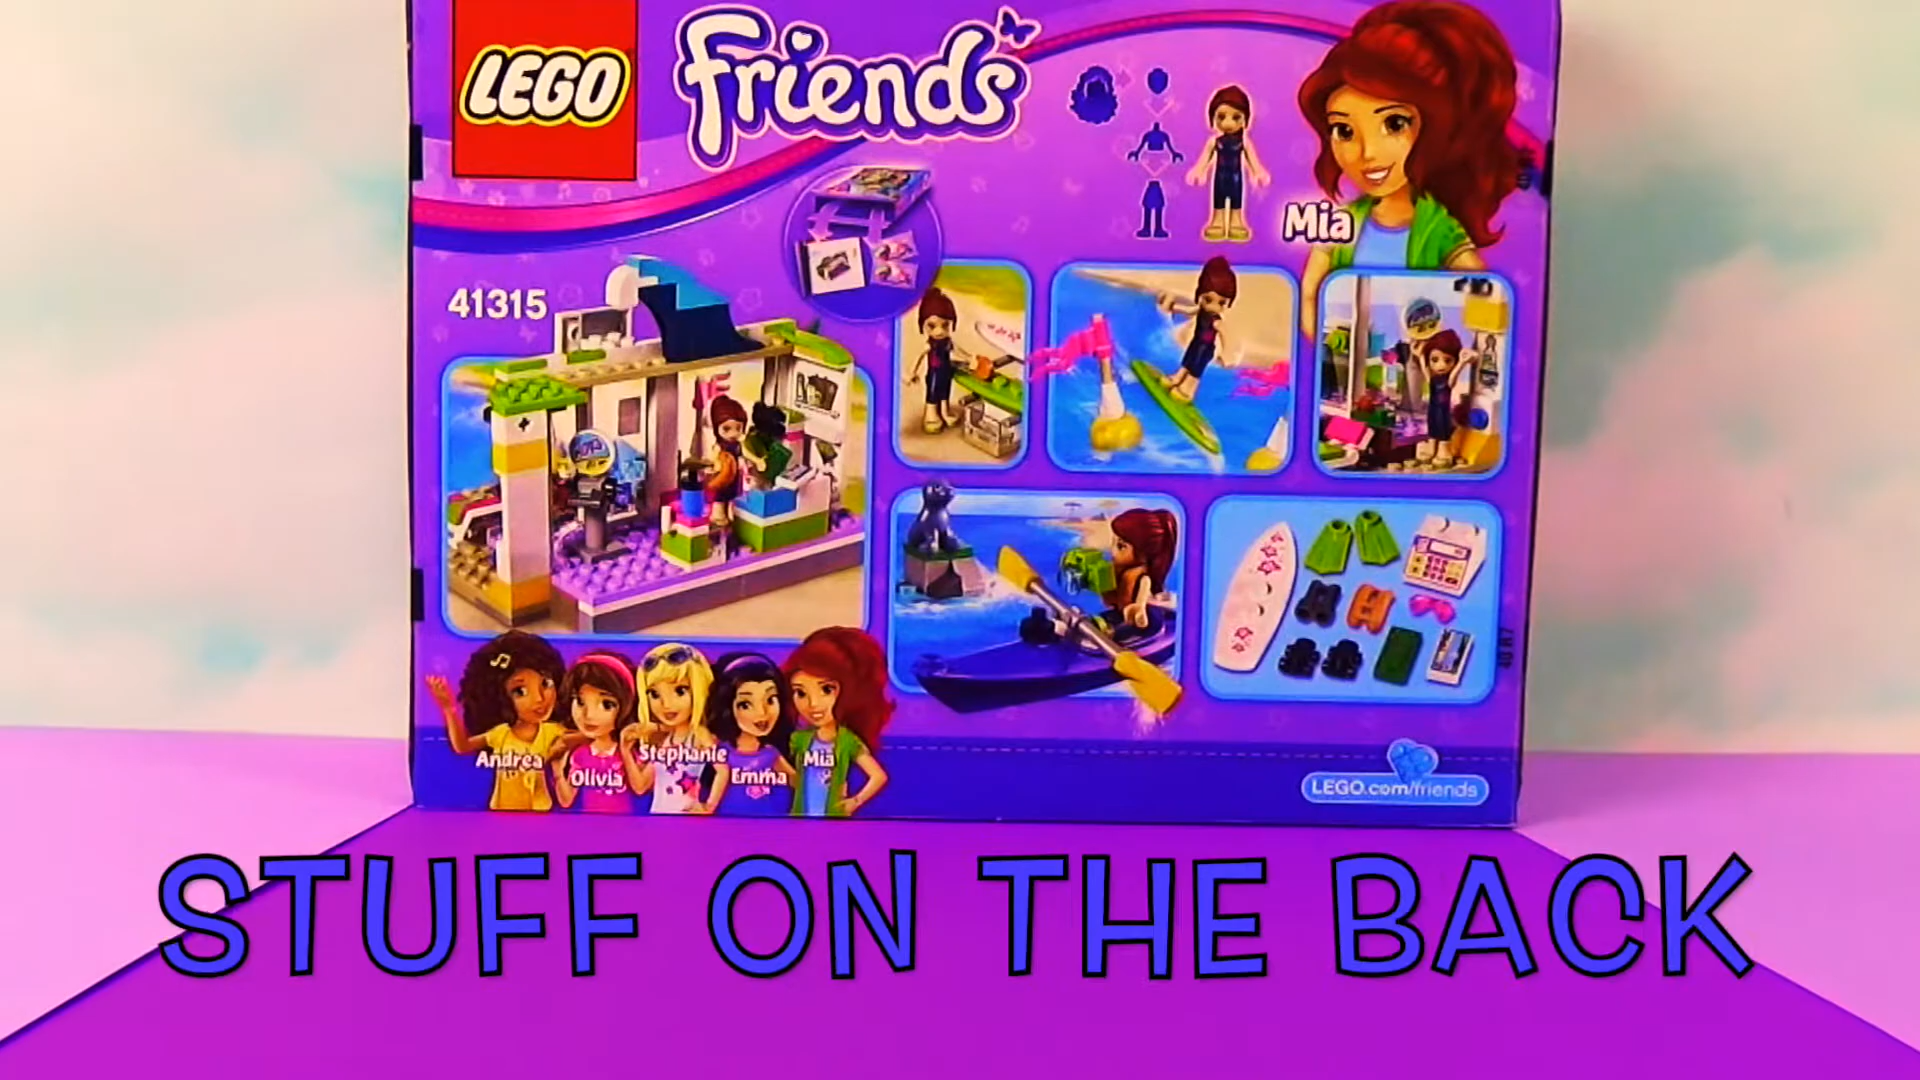 LEGO
friends
Mia
41315
Andrea
Olivia
Stephanie
Emma
Mia
LEGO.com/friends
STUFF ON THE BACK